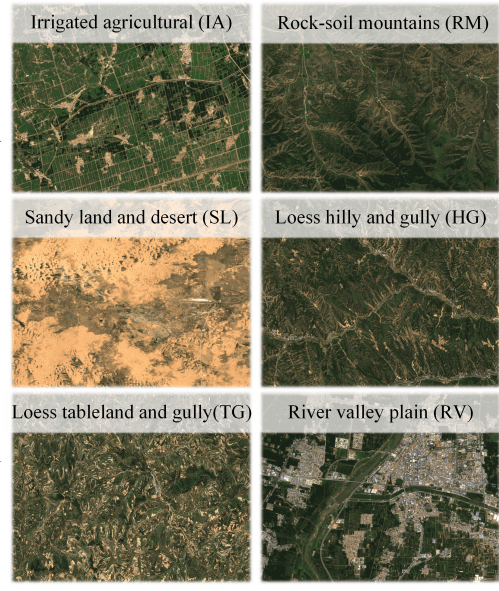 Irrigated agricultural (IA)
Rock-soil mountains (RM)
Sandy land and desert (SL)
Loess hilly and gully (HG)
Loess tableland and gully(TG)
River valley plain (RV)